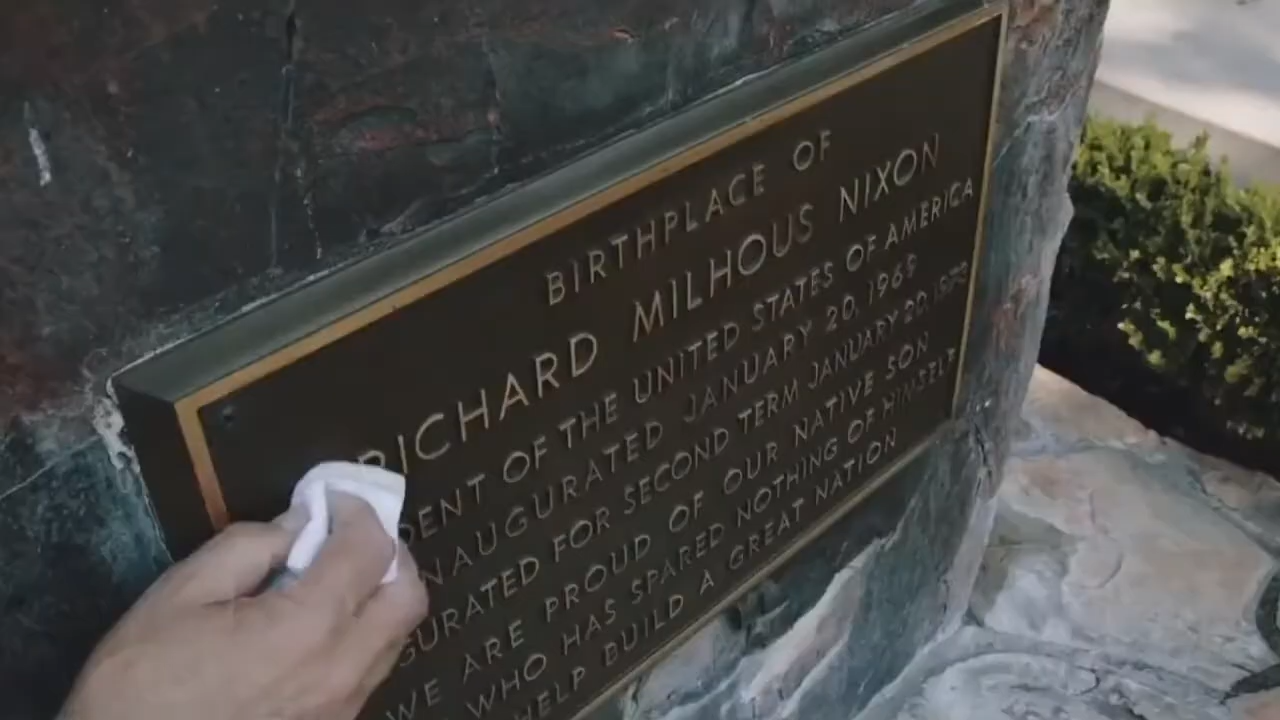 BIRTHPLACE OF
RICHARD MILHOUS NIXON
DENT OF THE UNITED STATES OF AMERICA
NAUGURATED JANUARY 20, 1969
GURATED FOR SECOND TERM JANUARY 20, 1973
WE ARE PROUD OF OUR NATIVE SON
WHO HAS SPARED NOTHING OF HIMSELF
HELP BUILD A GREAT NATION